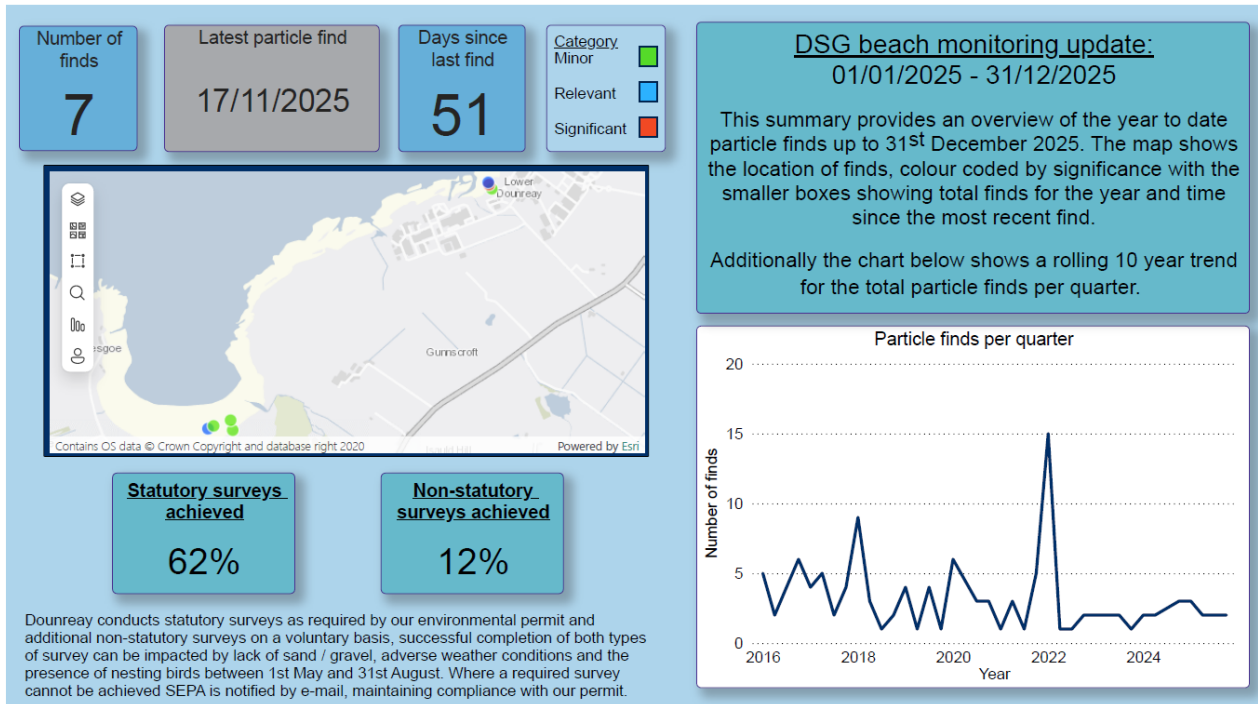 Number of
finds
7
Latest particle find
17/11/2025
Days since
last find
51
Category
Minor
Relevant
Significant
DSG beach monitoring update:
01/01/2025 - 31/12/2025
This summary provides an overview of the year to date
particle finds up to 31st December 2025. The map shows
the location of finds, colour coded by significance with the
smaller boxes showing total finds for the year and time
since the most recent find.
Additionally the chart below shows a rolling 10 year trend
for the total particle finds per quarter.
Lower
Dounreay
esgoe
Gunnscroft
Contains OS data © Crown Copyright and database right 2020
Powered by Esri
Statutory surveys
achieved
62%
Non-statutory
surveys achieved
12%
Dounreay conducts statutory surveys as required by our environmental permit and
additional non-statutory surveys on a voluntary basis, successful completion of both types
of survey can be impacted by lack of sand / gravel, adverse weather conditions and the
presence of nesting birds between 1st May and 31st August. Where a required survey
cannot be achieved SEPA is notified by e-mail, maintaining compliance with our permit.
Particle finds per quarter
Number of finds
20
15
10
5
0
2016
2018
2020
2022
2024
Year